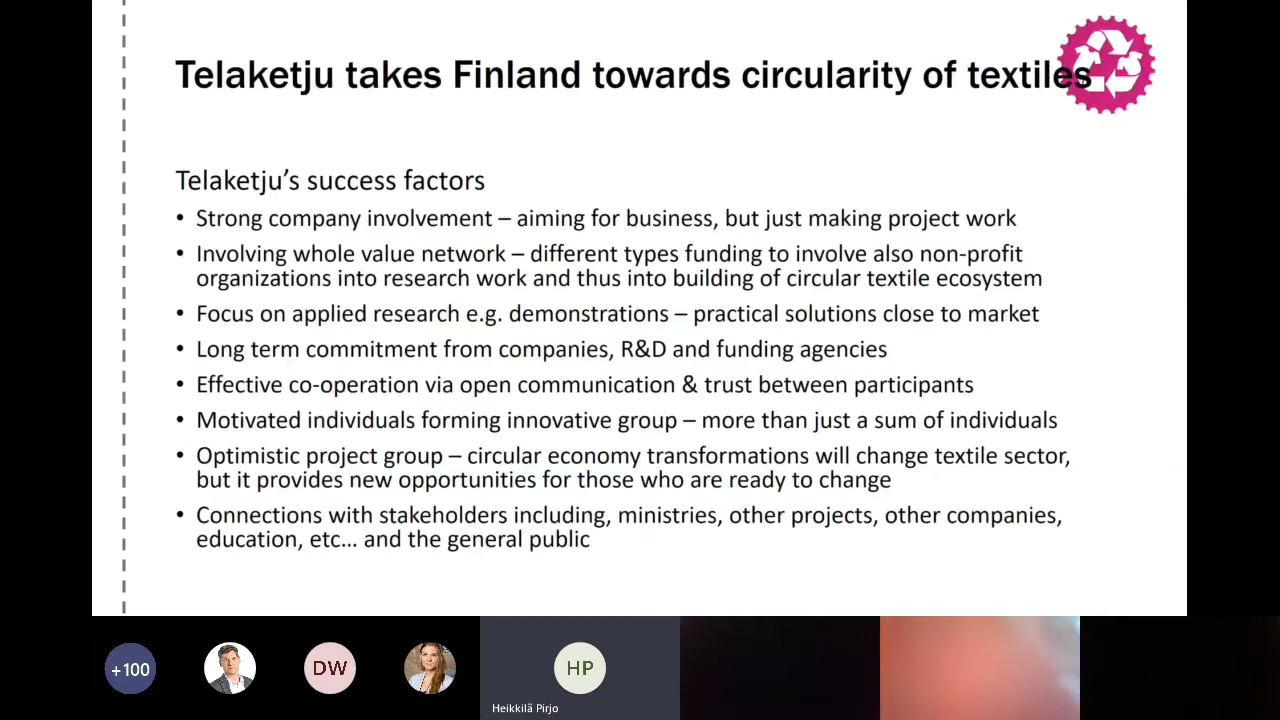 Telaketju takes Finland towards circularity of textiles
Telaketju's success factors
• Strong company involvement – aiming for business, but just making project work
• Involving whole value network – different types funding to involve also non-profit
organizations into research work and thus into building of circular textile ecosystem
• Focus on applied research e.g. demonstrations – practical solutions close to market
• Long term commitment from companies, R&D and funding agencies
• Effective co-operation via open communication & trust between participants
• Motivated individuals forming innovative group – more than just a sum of individuals
• Optimistic project group – circular economy transformations will change textile sector,
but it provides new opportunities for those who are ready to change
• Connections with stakeholders including, ministries, other projects, other companies,
education, etc... and the general public
+100
DW
HP
Heikkilä Pirjo